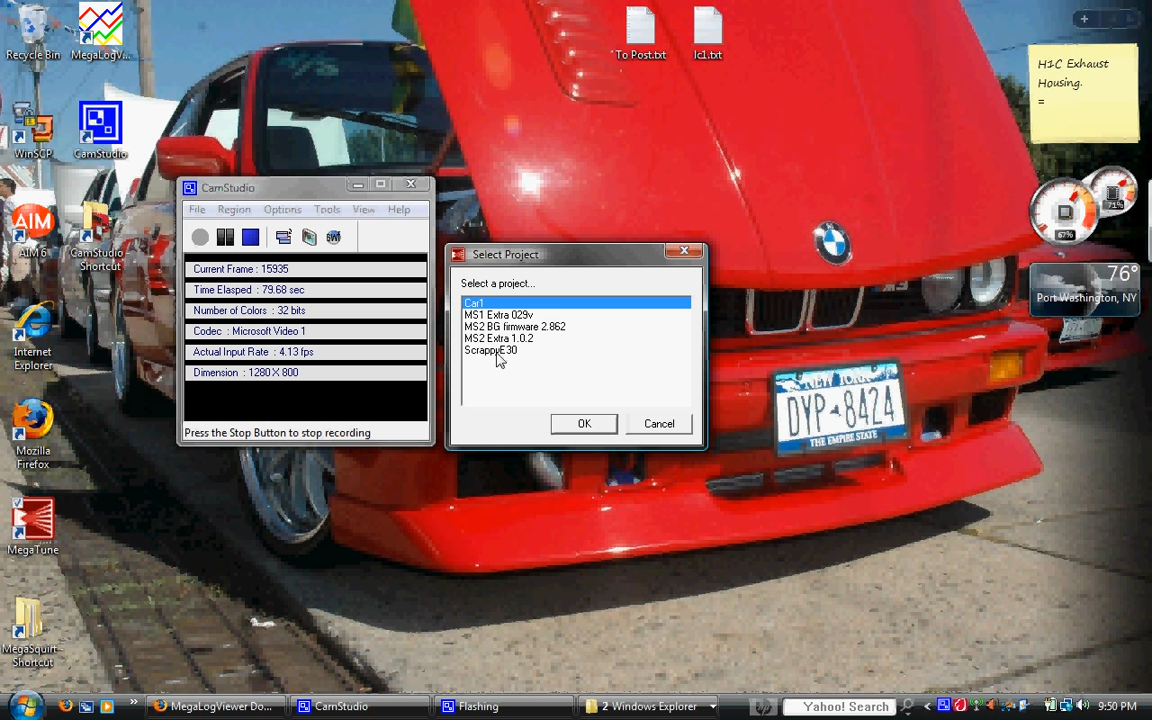 Recycle Bin
MegaLogV...
WinSCP
CamStudio
AIM 6
CamStudio - Shortcut
Internet
Explorer
Mozilla
Firefox
MegaTune
MegaSquirt -
Shortcut
To Post.txt
lc1.txt
H1C Exhaust
Housing.
=
71%
67%
76°
Port Washington, NY
CamStudio
File Region Options Tools View Help
Current Frame : 15935
Time Elasped : 79.68 sec
Number of Colors : 32 bits
Codec : Microsoft Video 1
Actual Input Rate : 4.13 fps
Dimension : 1280 X 800
Press the Stop Button to stop recording
Select Project
Select a project...
Car1
MS1 Extra 029v
MS2 BG firmware 2.862
MS2 Extra 1.0.2
ScrappyE30
OK Cancel
NEW YORK
DYP 8424
THE EMPIRE STATE
» MegaLogViewer Do... CamStudio Flashing 2 Windows Explorer Yahoo! Search 9:50 PM